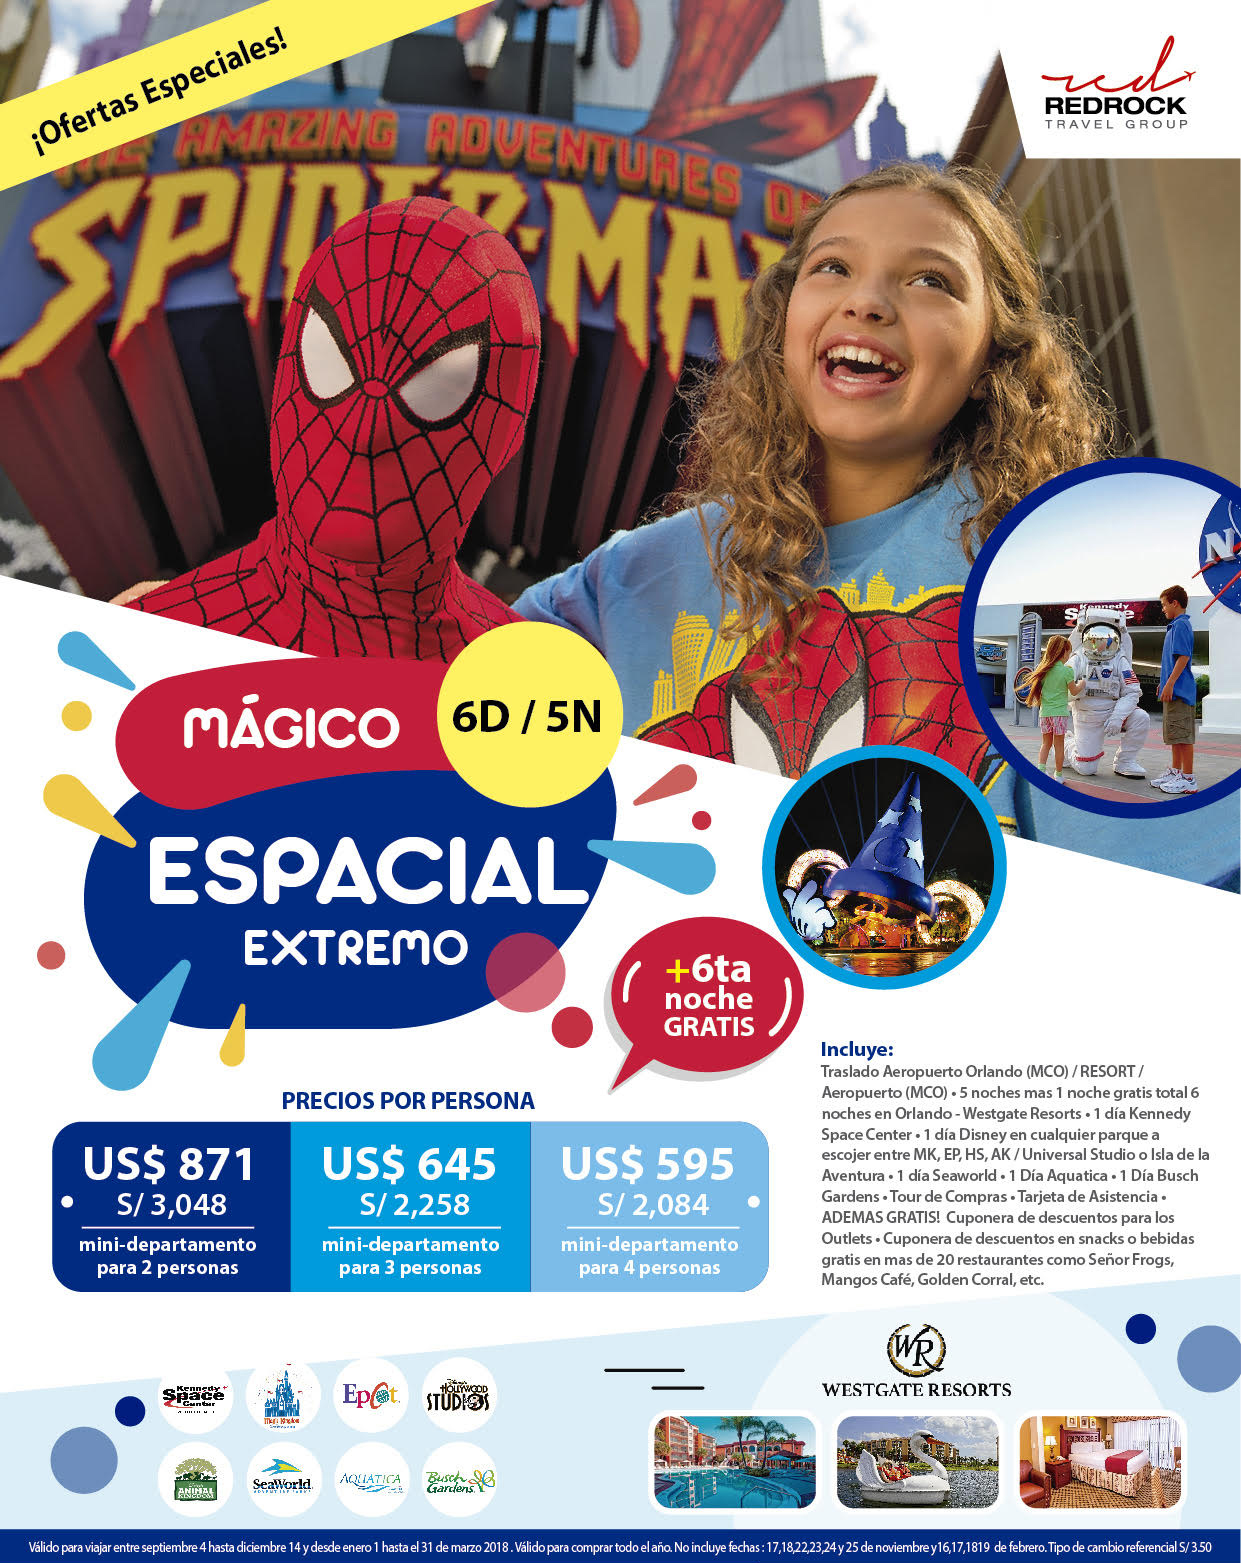 ¡Ofertas Especiales!
red
REDROCK
TRAVEL GROUP
THE AMAZING ADVENTURES OF
SPIDER-MAN
Kennedy
Space
MÁGICO
6D / 5N
ESPACIAL
EXTREMO
+6ta
noche
GRATIS
PRECIOS POR PERSONA
US$ 871
S/ 3,048
mini-departamento
para 2 personas
US$ 645
S/ 2,258
mini-departamento
para 3 personas
US$ 595
S/ 2,084
mini-departamento
para 4 personas
Incluye:
Traslado Aeropuerto Orlando (MCO) / RESORT /
Aeropuerto (MCO) • 5 noches mas 1 noche gratis total 6
noches en Orlando - Westgate Resorts • 1 día Kennedy
Space Center • 1 día Disney en cualquier parque a
escojer entre MK, EP, HS, AK / Universal Studio o Isla de la
Aventura • 1 día Seaworld • 1 Día Aquatica • 1 Día Busch
Gardens • Tour de Compras • Tarjeta de Asistencia •
ADEMAS GRATIS! Cuponera de descuentos para los
Outlets • Cuponera de descuentos en snacks o bebidas
gratis en mas de 20 restaurantes como Señor Frogs,
Mangos Café, Golden Corral, etc.
WR
WESTGATE RESORTS
Kennedy
Space
Center
Magic Kingdom
Epcot
Disney's
HOLLYWOOD
STUDIOS
ANIMAL
KINGDOM
SeaWorld
AQUATICA
Busch
Gardens
Válido para viajar entre septiembre 4 hasta diciembre 14 y desde enero 1 hasta el 31 de marzo 2018 . Válido para comprar todo el año. No incluye fechas : 17,18,22,23,24 y 25 de noviembre y16,17,1819 de febrero. Tipo de cambio referencial S/ 3.50